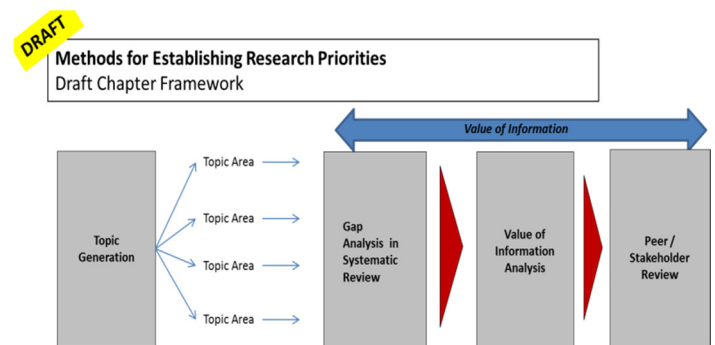 DRAFT
Methods for Establishing Research Priorities
Draft Chapter Framework
Value of Information
Topic
Generation
Topic Area
Topic Area
Topic Area
Topic Area
Gap
Analysis in
Systematic
Review
Value of
Information
Analysis
Peer /
Stakeholder
Review